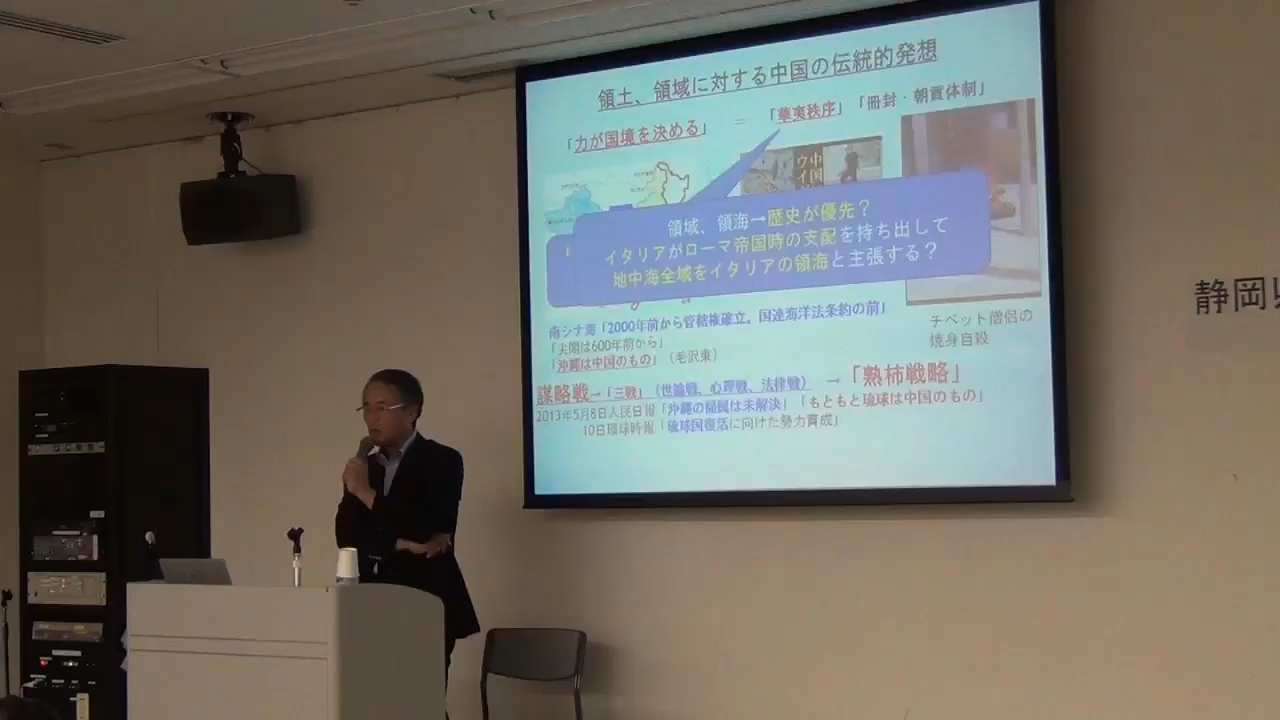 領土、領域に対する中国の伝統的発想
「力が国境を決める」 ＝ 「華夷秩序」「冊封・朝貢体制」
中国
ウイ
領域、領海→歴史が優先？
イタリアがローマ帝国時の支配を持ち出して
地中海全域をイタリアの領海と主張する？
南シナ海「2000年前から管轄権確立。国連海洋法条約の前」
「尖閣は600年前から」
「沖縄は中国のもの」（毛沢東）
チベット僧侶の
焼身自殺
謀略戦→「三戦」（世論戦、心理戦、法律戦） →「熟柿戦略」
2013年5月8日人民日報「沖縄の帰属は未解決」「もともと琉球は中国のもの」
10日環球時報「琉球国復活に向けた勢力育成」
静岡